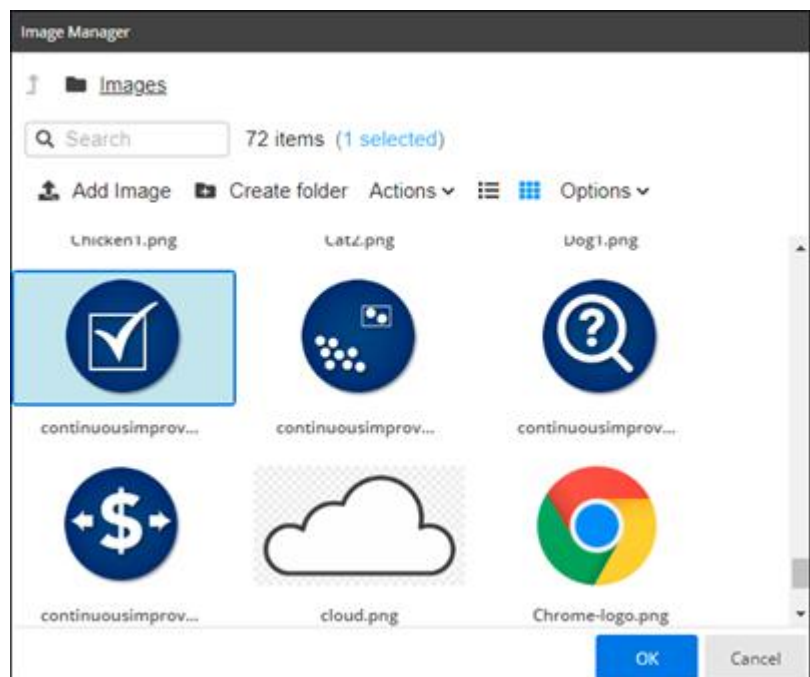 Image Manager
Images
Search 72 items (1 selected)
Add Image Create folder Actions Options
Chicken1.png Cat2.png Dog1.png
continuousimprov... continuousimprov... continuousimprov...
continuousimprov... cloud.png Chrome-logo.png
OK Cancel